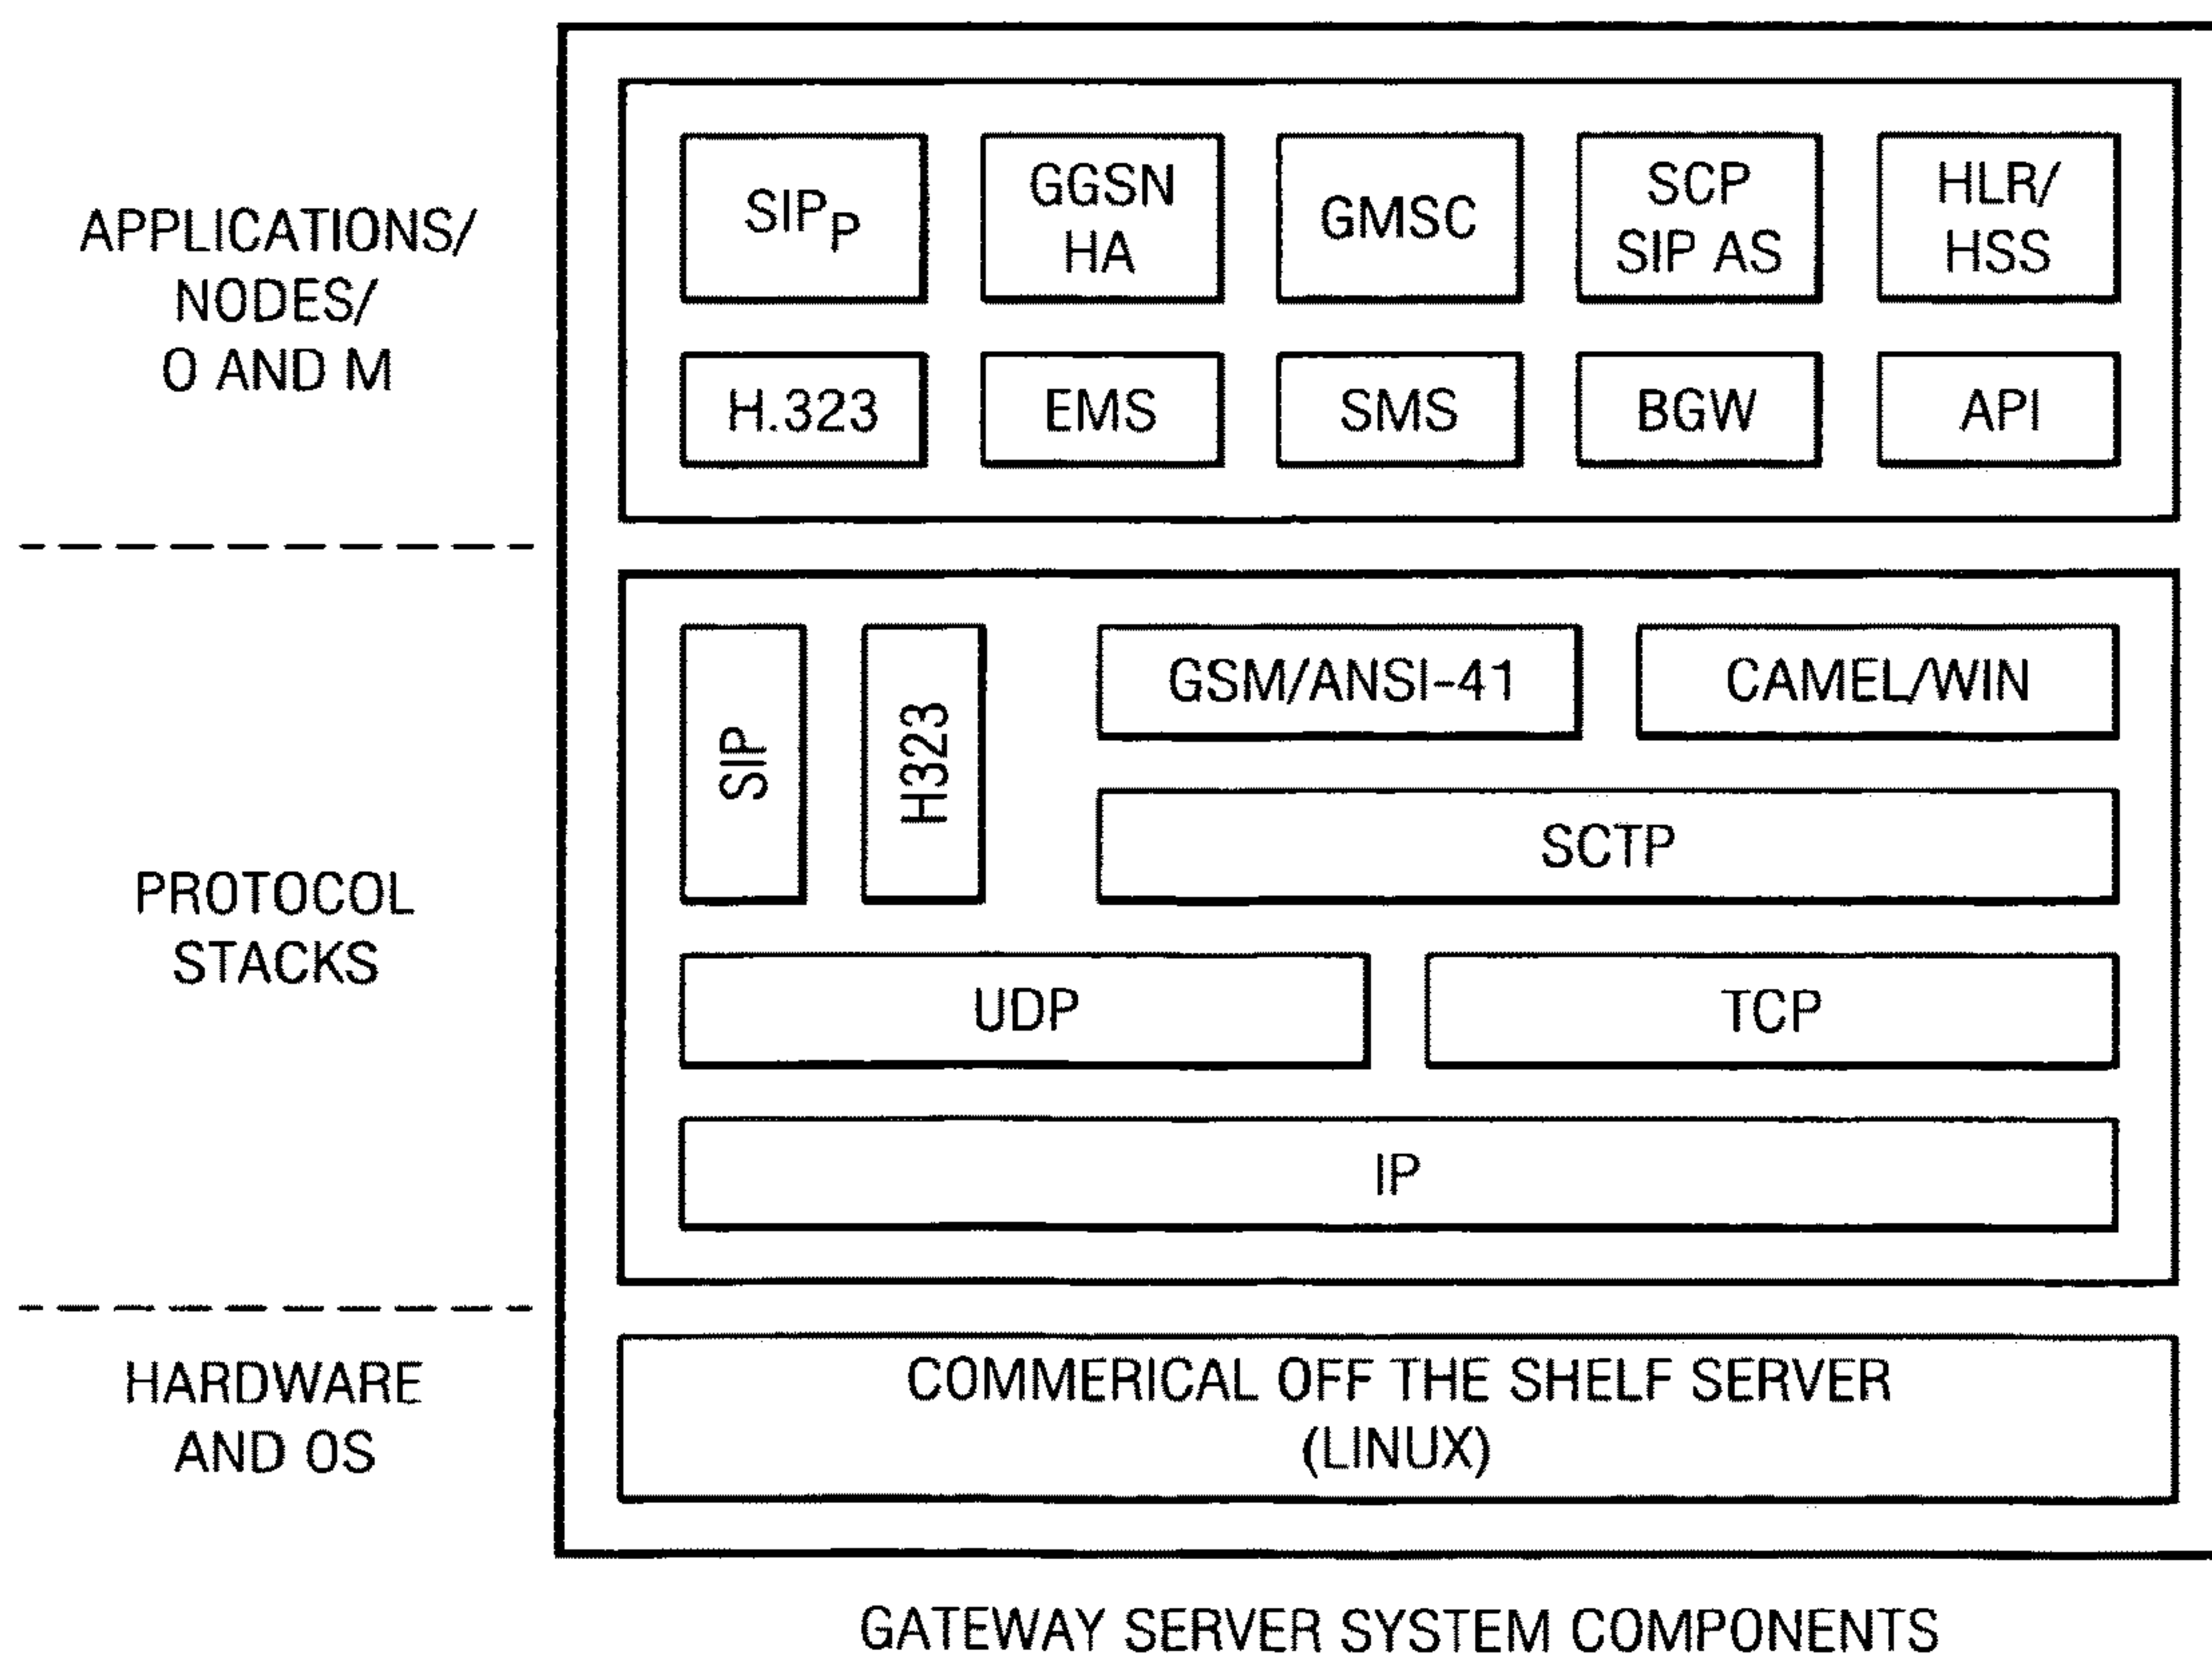 APPLICATIONS/
NODES/
O AND M
SIPP
GGSN
HA
GMSC
SCP
SIP AS
HLR/
HSS
H.323
EMS
SMS
BGW
API
PROTOCOL
STACKS
SIP
H323
GSM/ANSI-41
CAMEL/WIN
SCTP
UDP
TCP
IP
HARDWARE
AND OS
COMMERICAL OFF THE SHELF SERVER
(LINUX)
GATEWAY SERVER SYSTEM COMPONENTS